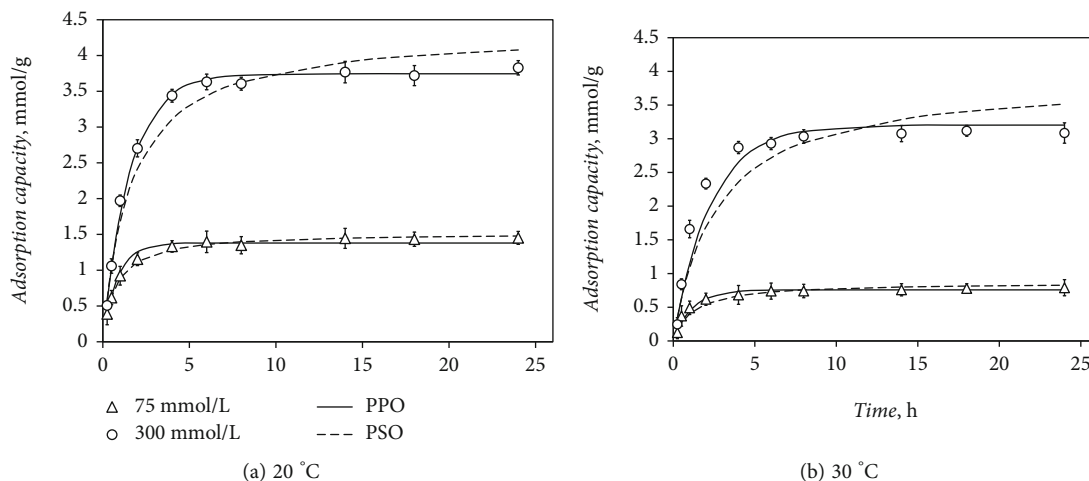 Adsorption capacity, mmol/g
4.5
4
3.5
3
2.5
2
1.5
1
0.5
0
0 5 10 15 20 25
75 mmol/L
300 mmol/L
PPO
PSO
(a) 20 °C
Adsorption capacity, mmol/g
4.5
4
3.5
3
2.5
2
1.5
1
0.5
0
0 5 10 15 20 25
Time, h
(b) 30 °C